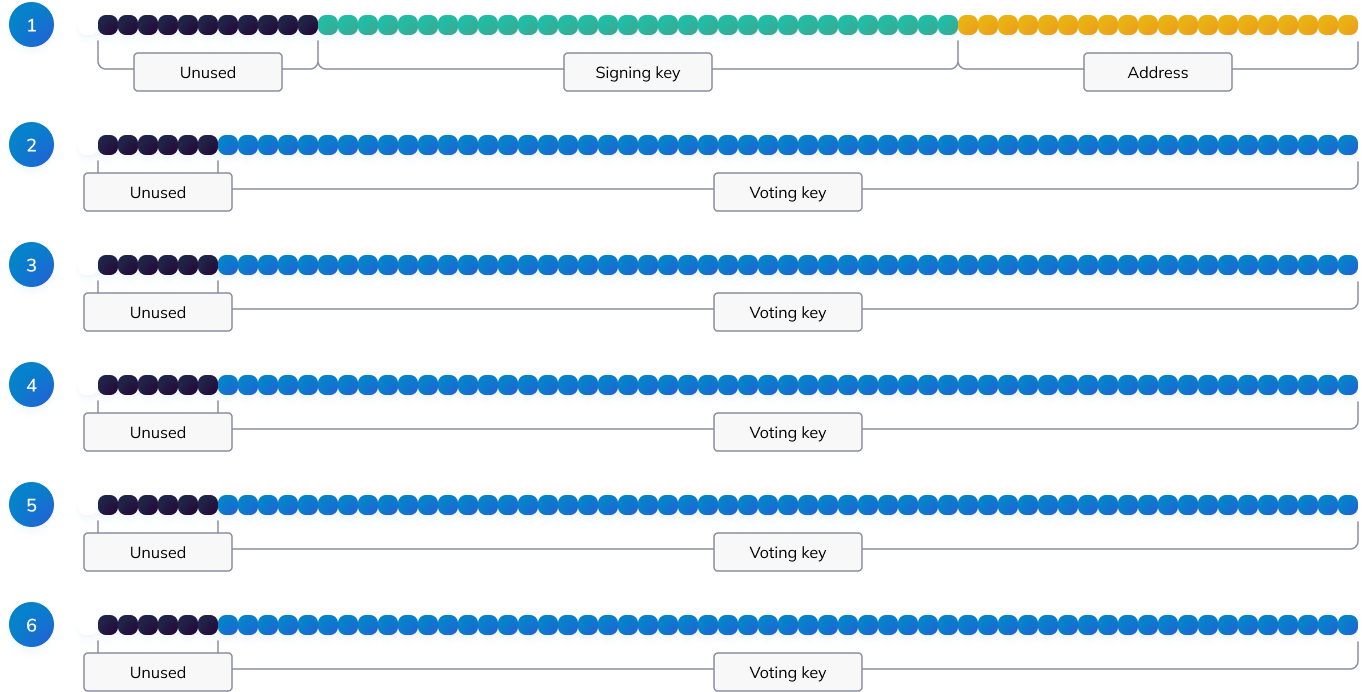 1
Unused
Signing key
Address
2
Unused
Voting key
3
Unused
Voting key
4
Unused
Voting key
5
Unused
Voting key
6
Unused
Voting key